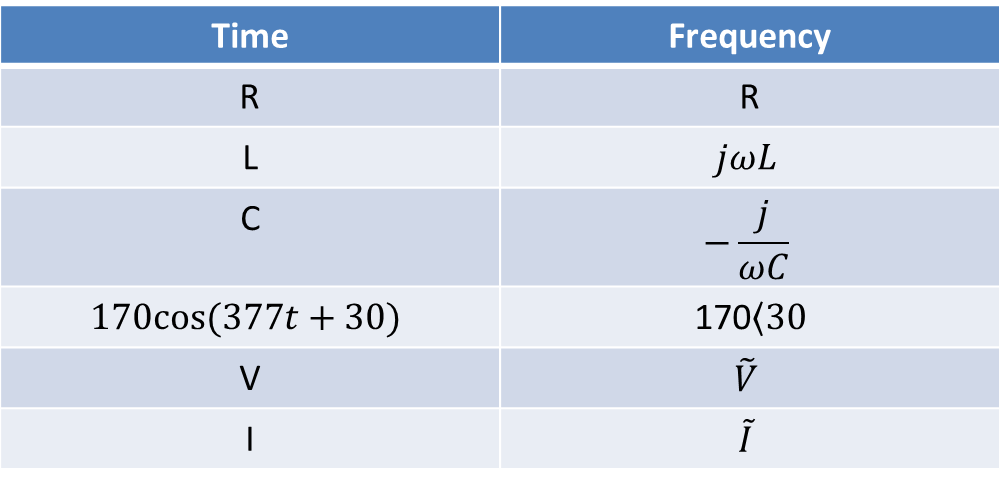 Time Frequency
R R
L jωL
C −j/ωC
170cos(377t + 30) 170⟨30
V Ṽ
I Ĩ